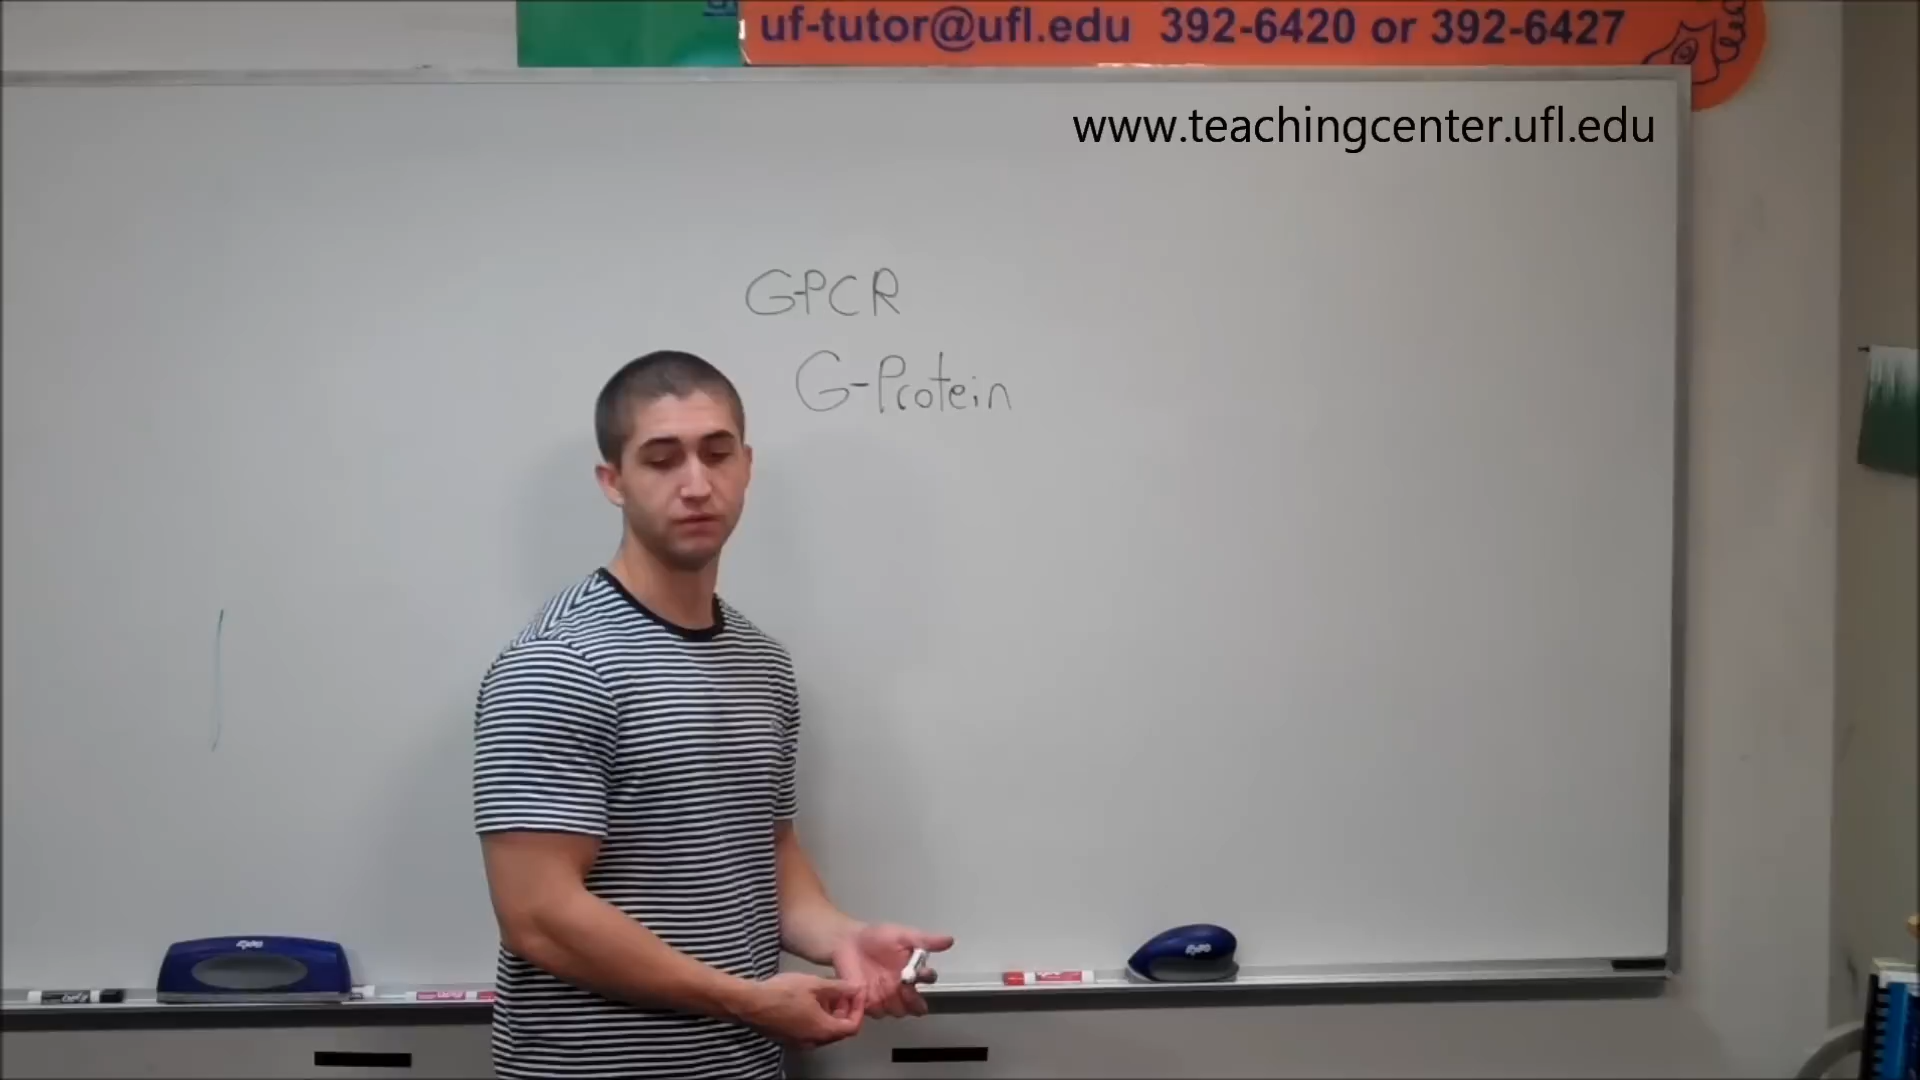 uf-tutor@ufl.edu 392-6420 or 392-6427
www.teachingcenter.ufl.edu
GPCR
G-Protein